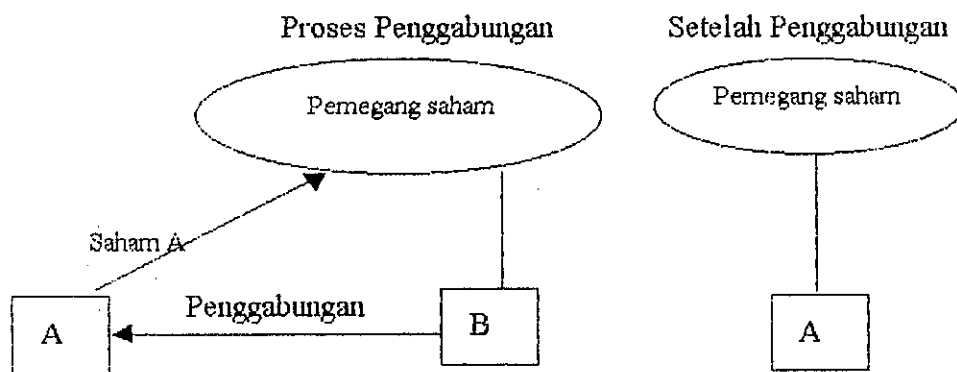 Proses Penggabungan
Setelah Penggabungan
Pemegang saham
Pemegang saham
Saham A
Penggabungan
A
B
A